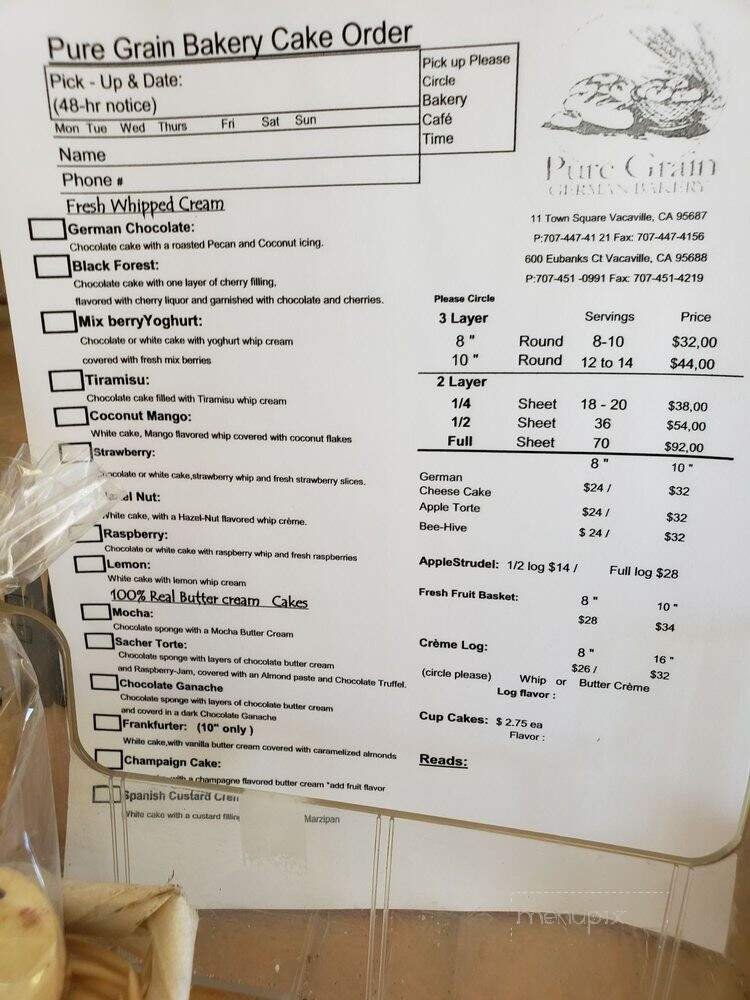 Pure Grain Bakery Cake Order
Pick - Up & Date:
(48-hr notice)
Mon Tue Wed Thurs Fri Sat Sun
Name
Phone #
Pick up Please
Circle
Bakery
Café
Time
Pure Grain
GERMAN BAKERY
11 Town Square Vacaville, CA 95687
P:707-447-41 21 Fax: 707-447-4156
600 Eubanks Ct Vacaville, CA 95688
P:707-451 -0991 Fax: 707-451-4219
Fresh Whipped Cream
German Chocolate:
Chocolate cake with a roasted Pecan and Coconut icing.
Black Forest:
Chocolate cake with one layer of cherry filling,
flavored with cherry liquor and garnished with chocolate and cherries.
Mix berryYoghurt:
Chocolate or white cake with yoghurt whip cream
covered with fresh mix berries
Tiramisu:
Chocolate cake filled with Tiramisu whip cream
Coconut Mango:
White cake, Mango flavored whip covered with coconut flakes
Strawberry:
Chocolate or white cake,strawberry whip and fresh strawberry slices.
Hazel Nut:
White cake, with a Hazel-Nut flavored whip crème.
Raspberry:
Chocolate or white cake with raspberry whip and fresh raspberries
Lemon:
White cake with lemon whip cream
100% Real Butter cream Cakes
Mocha:
Chocolate sponge with a Mocha Butter Cream
Sacher Torte:
Chocolate sponge with layers of chocolate butter cream
and Raspberry-Jam, covered with an Almond paste and Chocolate Truffel.
Chocolate Ganache
Chocolate sponge with layers of chocolate butter cream
and coverd in a dark Chocolate Ganache
Frankfurter: (10" only )
White cake,with vanilla butter cream covered with caramelized almonds
Champaign Cake:
with a champagne flavored butter cream *add fruit flavor
Spanish Custard
White cake with a custard filling
Marzipan
Please Circle
3 Layer Servings Price
8 " Round 8-10 $32,00
10 " Round 12 to 14 $44,00
2 Layer
1/4 Sheet 18 - 20 $38,00
1/2 Sheet 36 $54,00
Full Sheet 70 $92,00
8 " 10 "
German
Cheese Cake $24 / $32
Apple Torte $24 / $32
Bee-Hive $ 24 / $32
AppleStrudel: 1/2 log $14 / Full log $28
Fresh Fruit Basket: 8 " 10 "
$28 $34
Crème Log: 8 " 16 "
$26 / $32
(circle please) Whip or Butter Crème
Log flavor :
Cup Cakes: $ 2.75 ea
Flavor :
Reads:
menupix